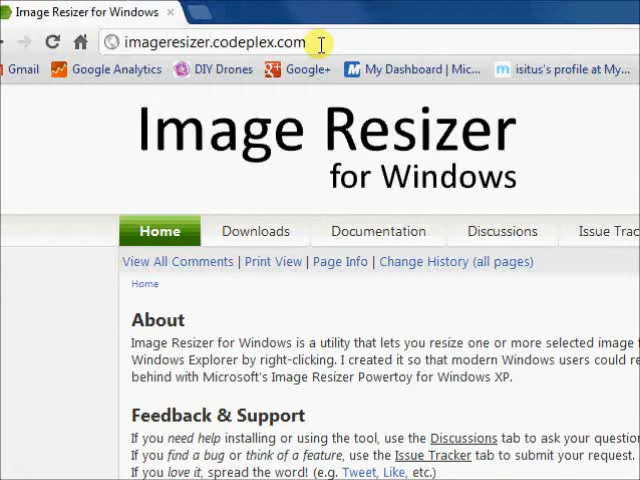 Image Resizer for Windows
imageresizer.codeplex.com
Gmail Google Analytics DIY Drones Google+ My Dashboard | Mic... isitus's profile at My...
Image Resizer
for Windows
Home Downloads Documentation Discussions Issue Trac
View All Comments | Print View | Page Info | Change History (all pages)
Home
About
Image Resizer for Windows is a utility that lets you resize one or more selected image
Windows Explorer by right-clicking. I created it so that modern Windows users could re
behind with Microsoft's Image Resizer Powertoy for Windows XP.
Feedback & Support
If you need help installing or using the tool, use the Discussions tab to ask your question
If you find a bug or think of a feature, use the Issue Tracker tab to submit your request.
If you love it, spread the word! (e.g. Tweet, Like, etc.)